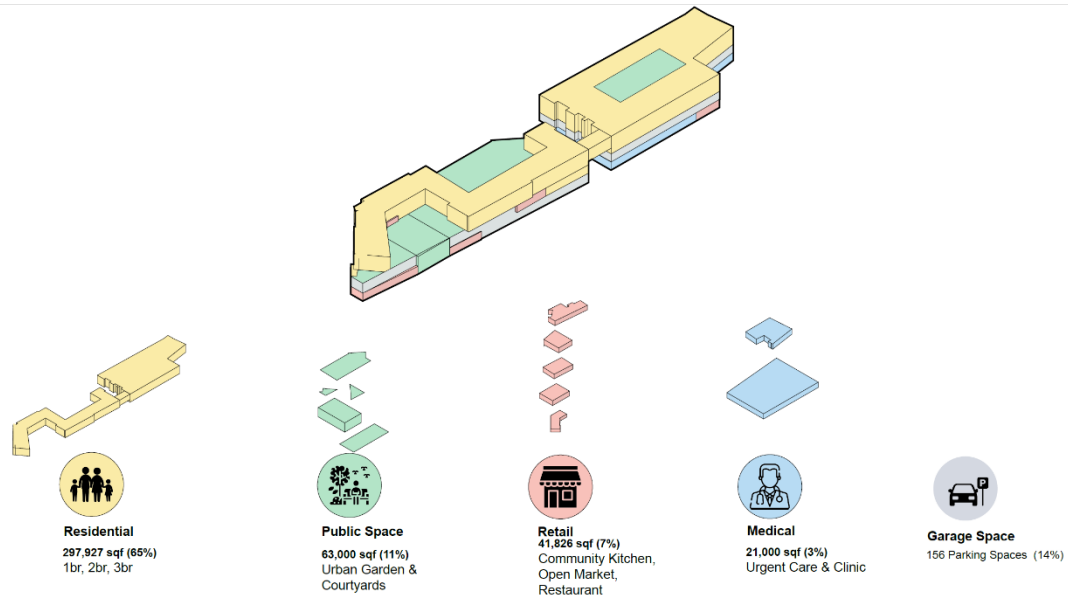 Residential
297,927 sqf (65%)
1br, 2br, 3br
Public Space
63,000 sqf (11%)
Urban Garden &
Courtyards
Retail
41,826 sqf (7%)
Community Kitchen,
Open Market,
Restaurant
Medical
21,000 sqf (3%)
Urgent Care & Clinic
P
Garage Space
156 Parking Spaces (14%)